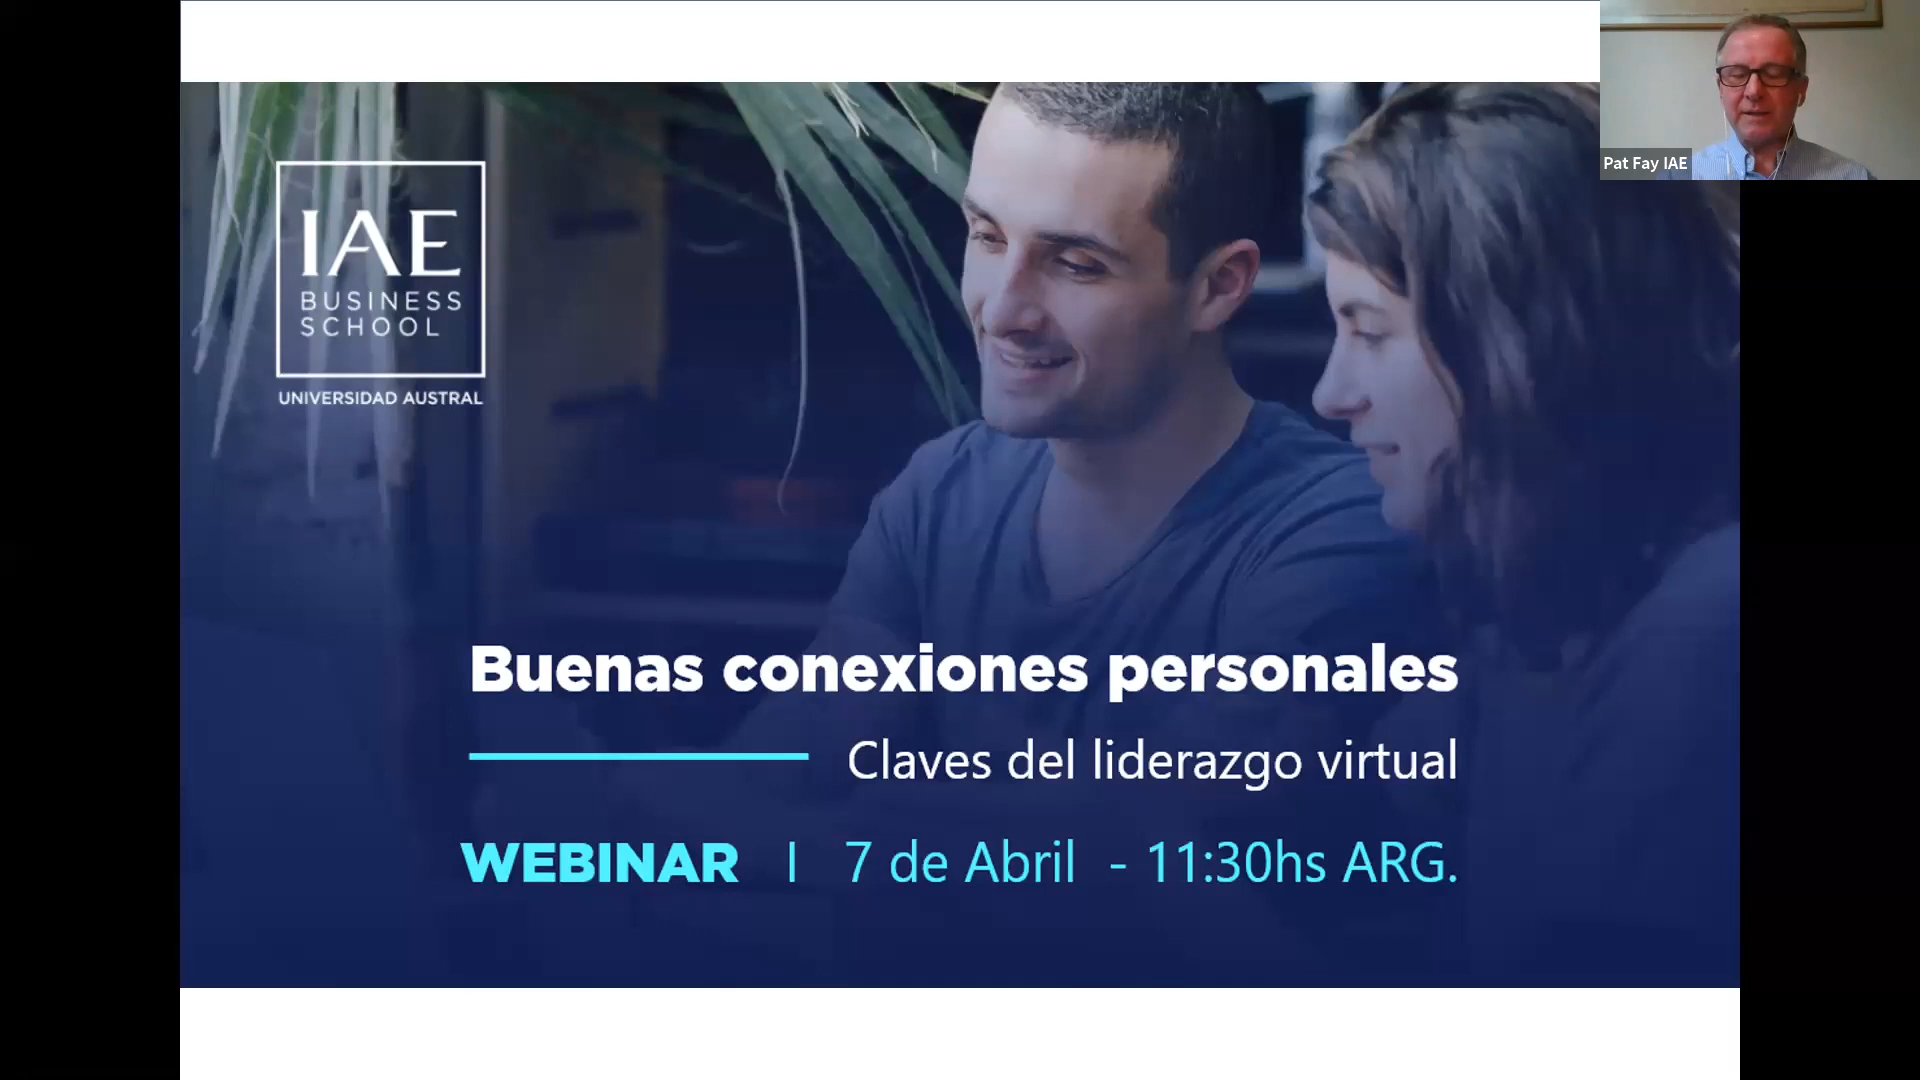 Pat Fay IAE
IAE
BUSINESS
SCHOOL
UNIVERSIDAD AUSTRAL
Buenas conexiones personales
Claves del liderazgo virtual
WEBINAR | 7 de Abril - 11:30hs ARG.